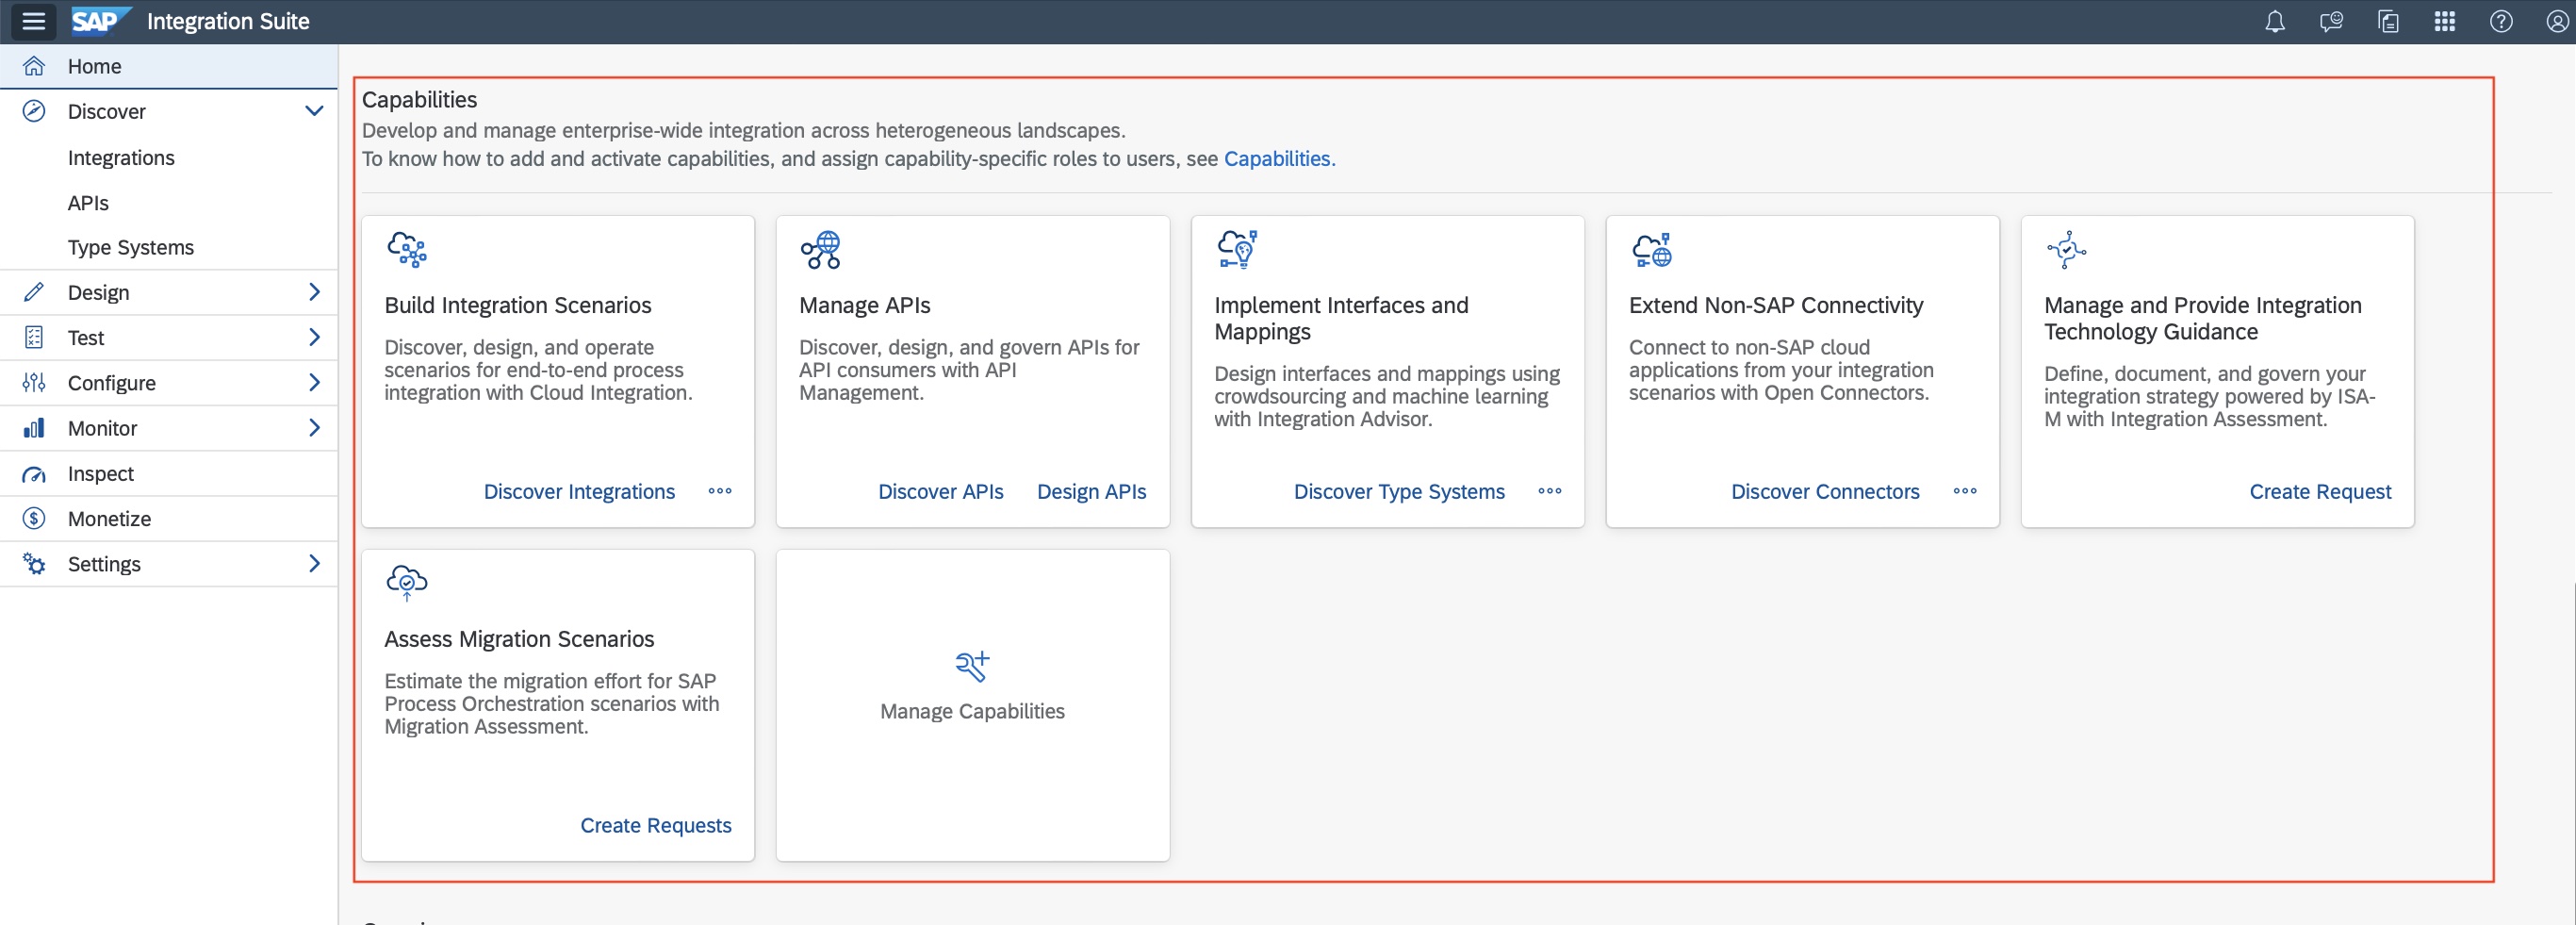 SAP Integration Suite
Home
Discover
Integrations
APIs
Type Systems
Design
Test
Configure
Monitor
Inspect
Monetize
Settings
Capabilities
Develop and manage enterprise-wide integration across heterogeneous landscapes.
To know how to add and activate capabilities, and assign capability-specific roles to users, see Capabilities.
Build Integration Scenarios
Discover, design, and operate
scenarios for end-to-end process
integration with Cloud Integration.
Discover Integrations
Manage APIs
Discover, design, and govern APIs for
API consumers with API
Management.
Discover APIs Design APIs
Implement Interfaces and
Mappings
Design interfaces and mappings using
crowdsourcing and machine learning
with Integration Advisor.
Discover Type Systems
Extend Non-SAP Connectivity
Connect to non-SAP cloud
applications from your integration
scenarios with Open Connectors.
Discover Connectors
Manage and Provide Integration
Technology Guidance
Define, document, and govern your
integration strategy powered by ISA-
M with Integration Assessment.
Create Request
Assess Migration Scenarios
Estimate the migration effort for SAP
Process Orchestration scenarios with
Migration Assessment.
Create Requests
Manage Capabilities